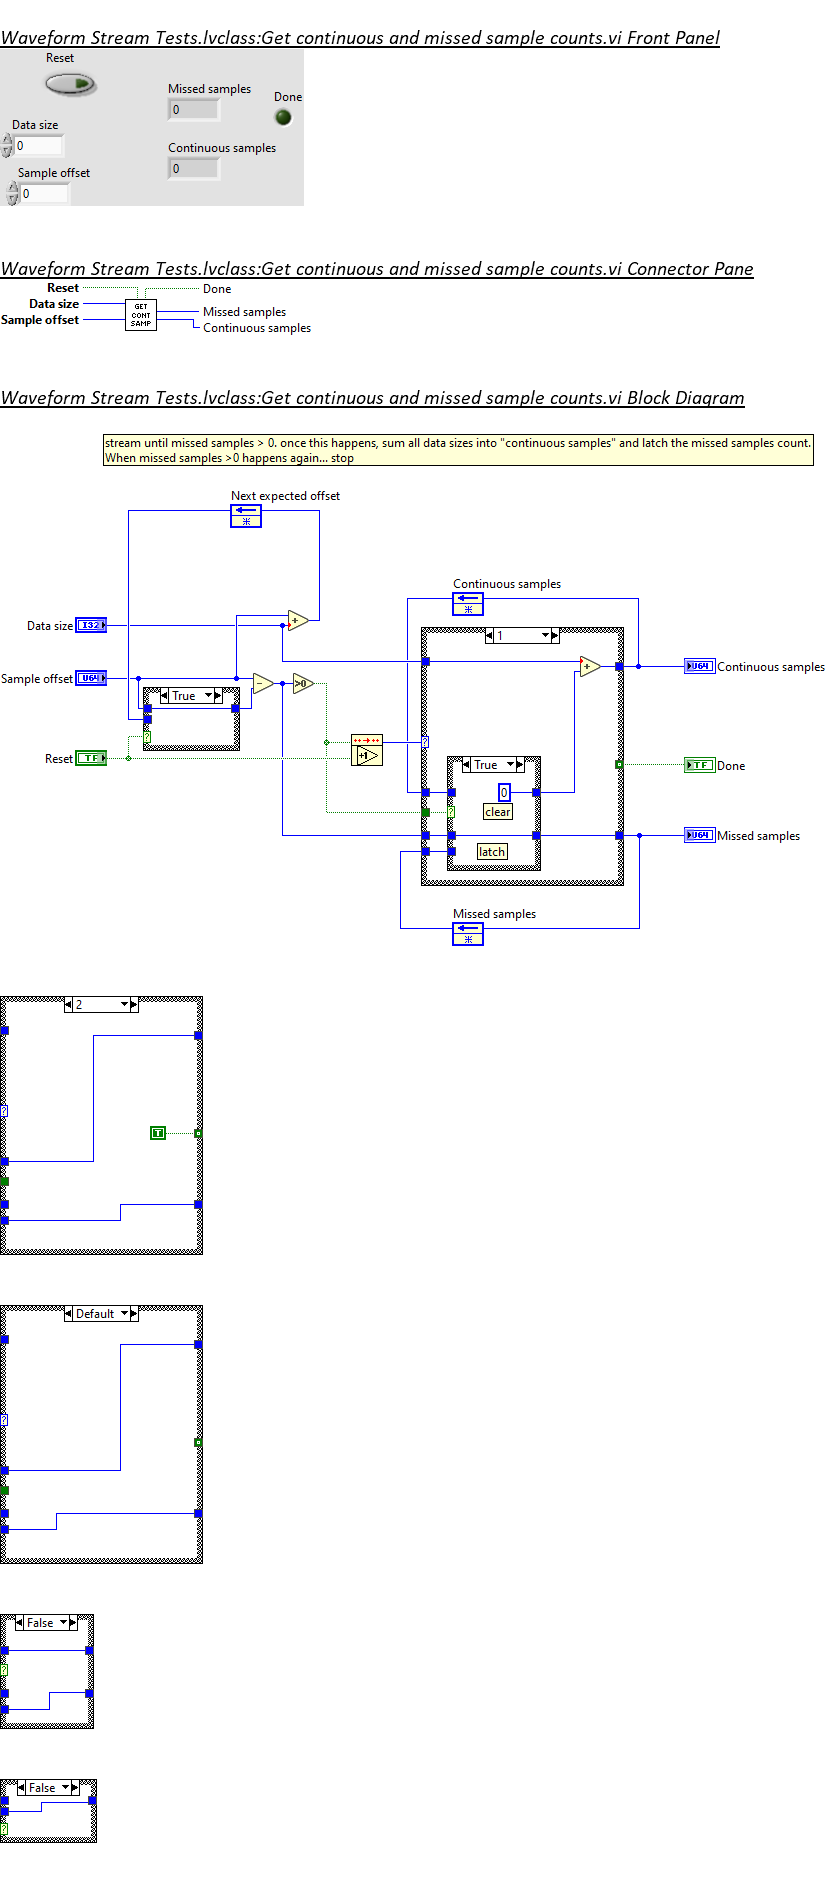 Waveform Stream Tests.lvclass:Get continuous and missed sample counts.vi Front Panel
Reset
Missed samples
0
Done
Data size
0
Continuous samples
0
Sample offset
0
Waveform Stream Tests.lvclass:Get continuous and missed sample counts.vi Connector Pane
Reset
Done
Data size
Missed samples
Sample offset
Continuous samples
GET
CONT
SAMP
Waveform Stream Tests.lvclass:Get continuous and missed sample counts.vi Block Diagram
stream until missed samples > 0. once this happens, sum all data sizes into "continuous samples" and latch the missed samples count.
When missed samples >0 happens again... stop
Next expected offset
Continuous samples
Data size
I32
1
+
+
Sample offset
U64
-
>0
U64
Continuous samples
True
?
+1
?
Reset
TF
True
TF
Done
0
clear
?
U64
Missed samples
latch
Missed samples
2
?
T
Default
?
False
?
False
?